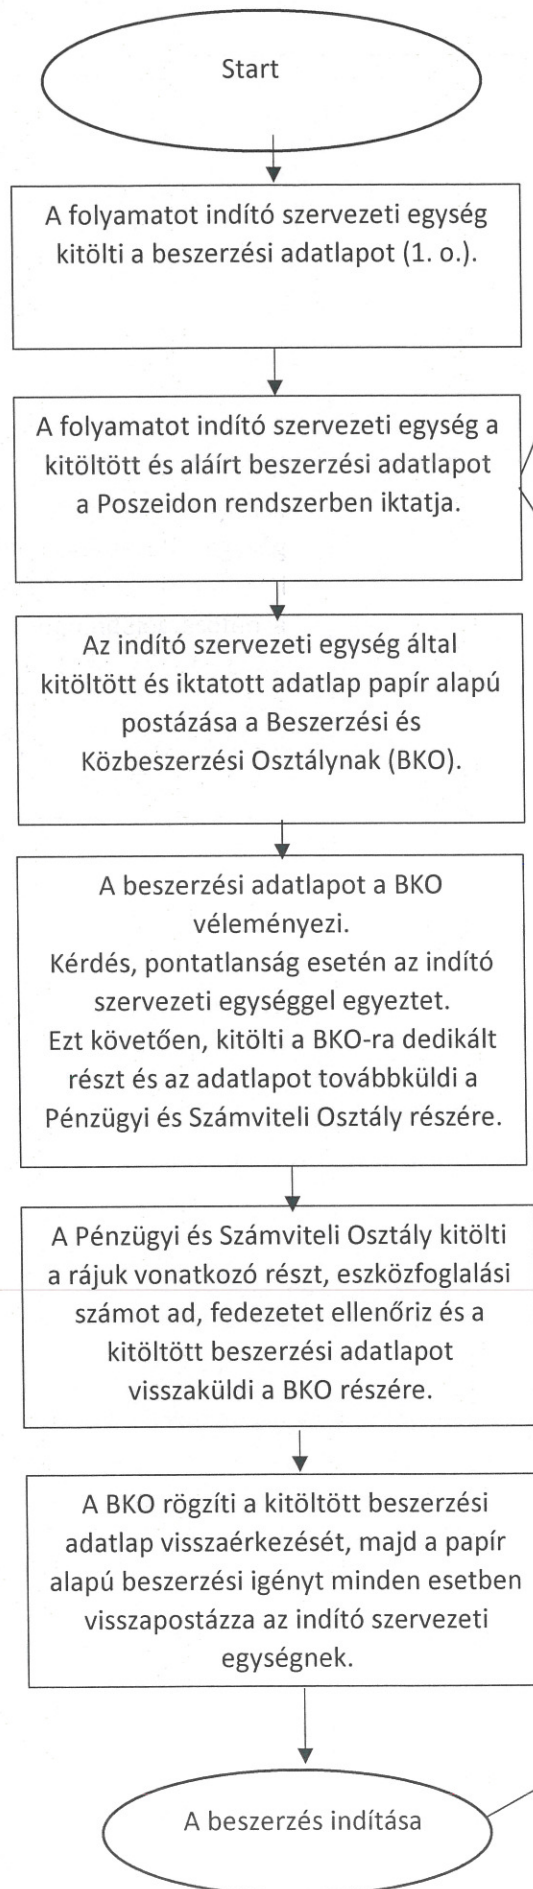 Start
A folyamatot indító szervezeti egység
kitölti a beszerzési adatlapot (1. o.).
A folyamatot indító szervezeti egység a
kitöltött és aláírt beszerzési adatlapot
a Poszeidon rendszerben iktatja.
Az indító szervezeti egység által
kitöltött és iktatott adatlap papír alapú
postázása a Beszerzési és
Közbeszerzési Osztálynak (BKO).
A beszerzési adatlapot a BKO
véleményezi.
Kérdés, pontatlanság esetén az indító
szervezeti egységgel egyeztet.
Ezt követően, kitölti a BKO-ra dedikált
részt és az adatlapot továbbküldi a
Pénzügyi és Számviteli Osztály részére.
A Pénzügyi és Számviteli Osztály kitölti
a rájuk vonatkozó részt, eszközfoglalási
számot ad, fedezetet ellenőriz és a
kitöltött beszerzési adatlapot
visszaküldi a BKO részére.
A BKO rögzíti a kitöltött beszerzési
adatlap visszaérkezését, majd a papír
alapú beszerzési igényt minden esetben
visszapostázza az indító szervezeti
egységnek.
A beszerzés indítása